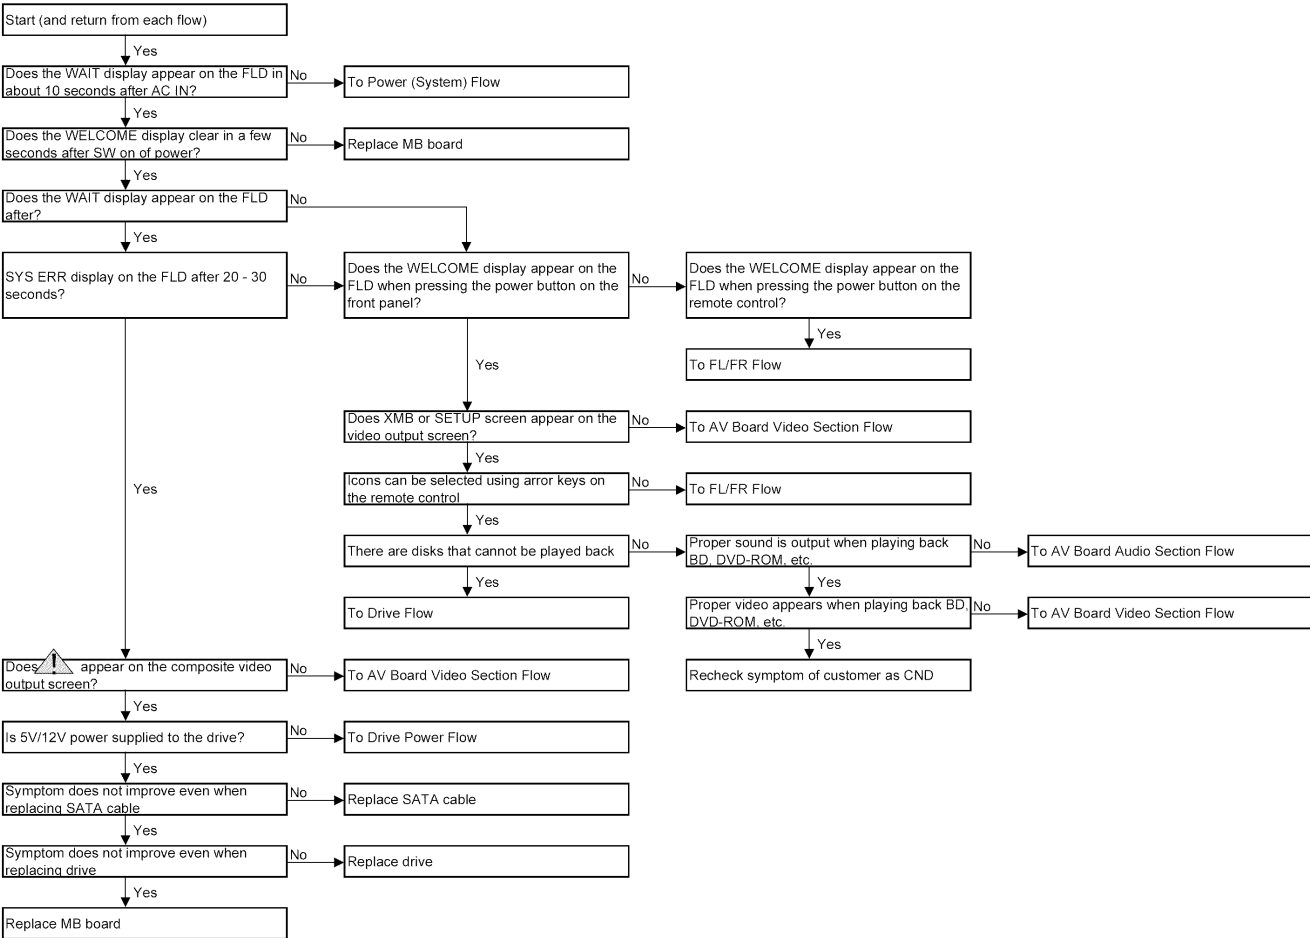 Start (and return from each flow)
Yes
Does the WAIT display appear on the FLD in
about 10 seconds after AC IN?
No
To Power (System) Flow
Yes
Does the WELCOME display clear in a few
seconds after SW on of power?
No
Replace MB board
Yes
Does the WAIT display appear on the FLD
after?
No
Yes
SYS ERR display on the FLD after 20 - 30
seconds?
No
Does the WELCOME display appear on the
FLD when pressing the power button on the
front panel?
No
Does the WELCOME display appear on the
FLD when pressing the power button on the
remote control?
Yes
To FL/FR Flow
Yes
Does XMB or SETUP screen appear on the
video output screen?
No
To AV Board Video Section Flow
Yes
Icons can be selected using arror keys on
the remote control
No
To FL/FR Flow
Yes
Yes
There are disks that cannot be played back
No
Proper sound is output when playing back
BD, DVD-ROM, etc.
No
To AV Board Audio Section Flow
Yes
Yes
To Drive Flow
Proper video appears when playing back BD,
DVD-ROM, etc.
No
To AV Board Video Section Flow
Yes
Does ! appear on the composite video
output screen?
No
To AV Board Video Section Flow
Recheck symptom of customer as CND
Yes
Is 5V/12V power supplied to the drive?
No
To Drive Power Flow
Yes
Symptom does not improve even when
replacing SATA cable
No
Replace SATA cable
Yes
Symptom does not improve even when
replacing drive
No
Replace drive
Yes
Replace MB board